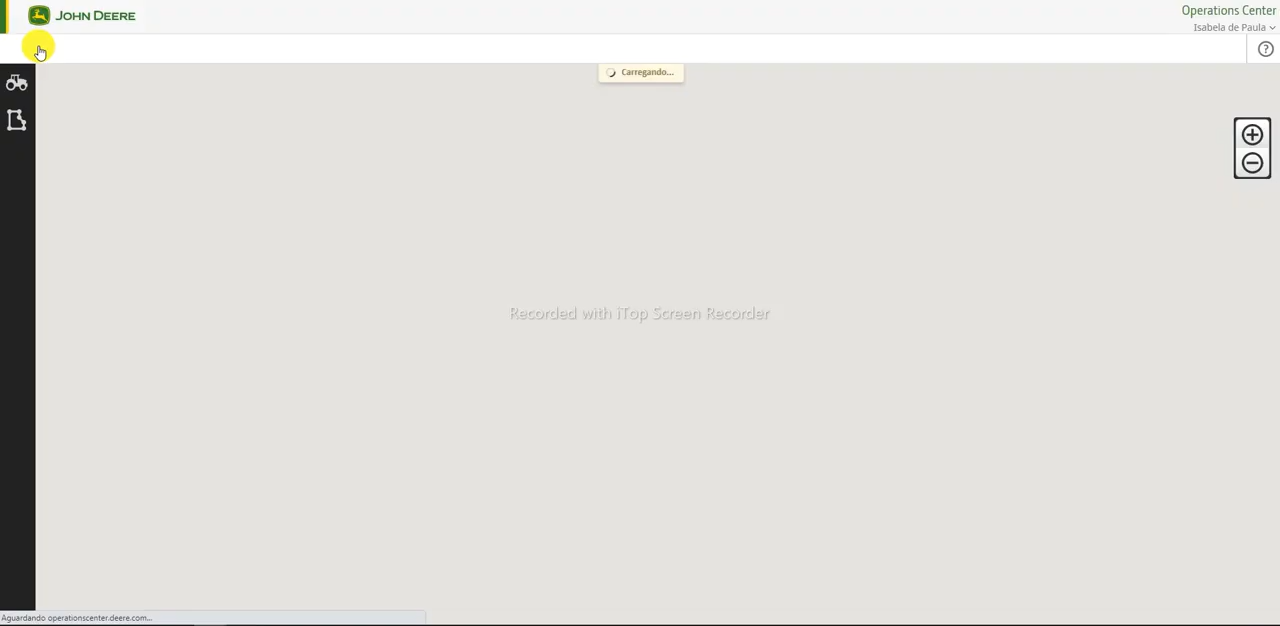 JOHN DEERE
Operations Center
Isabela de Paula
Carregando...
Recorded with iTop Screen Recorder
Aguardando operationscenter.deere.com...